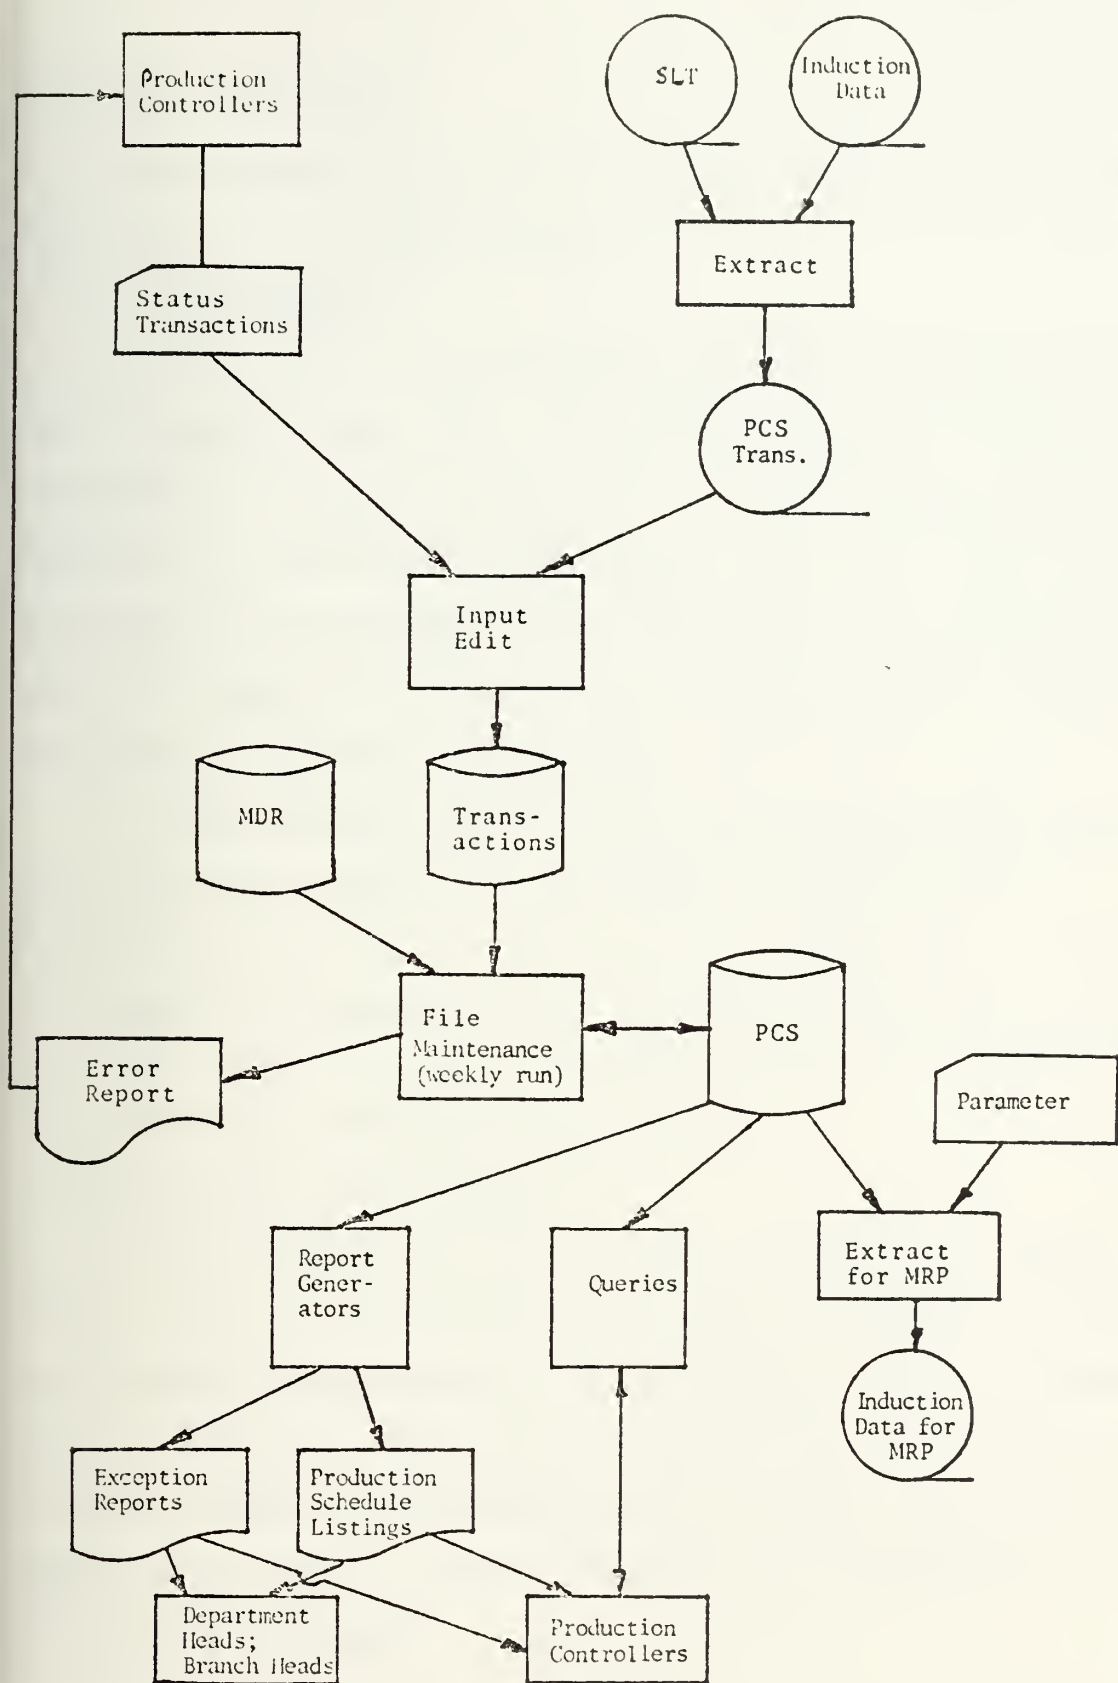 Production
Controllers
SLT
Induction
Data
Extract
Status
Transactions
PCS
Trans.
Input
Edit
MDR
Trans-
actions
File
Maintenance
(weekly run)
PCS
Error
Report
Parameter
Report
Gener-
ators
Queries
Extract
for MRP
Induction
Data for
MRP
Exception
Reports
Production
Schedule
Listings
Department
Heads;
Branch Heads
Production
Controllers